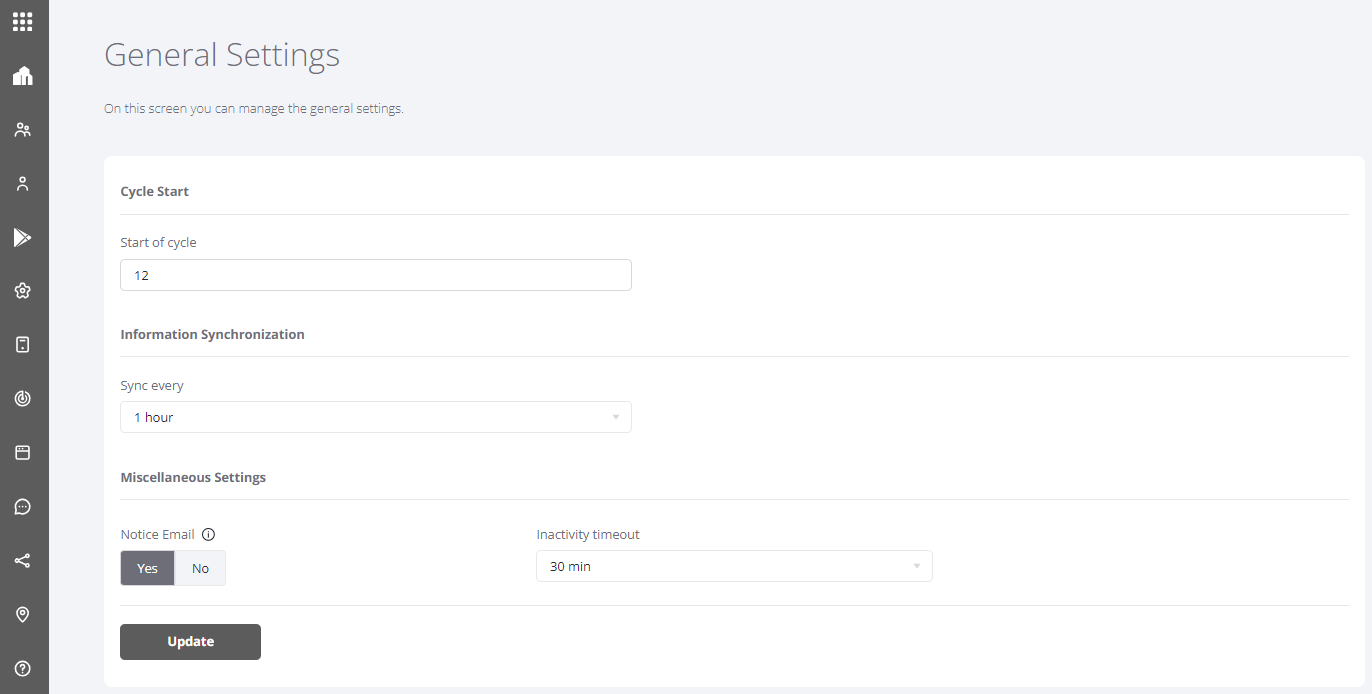 General Settings
On this screen you can manage the general settings.
Cycle Start
Start of cycle
12
Information Synchronization
Sync every
1 hour
Miscellaneous Settings
Notice Email
Inactivity timeout
Yes No
30 min
Update